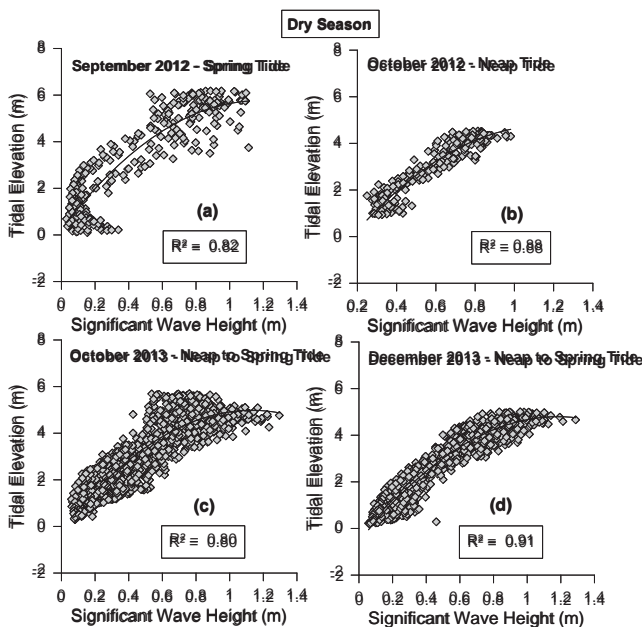 Dry Season
8
6
4
2
0
-2
Tidal Elevation (m)
September 2012 - Spring Tide
(a)
R² = 0.82
0 0.2 0.4 0.6 0.8 1 1.2 1.4
Significant Wave Height (m)
8
6
4
2
0
-2
Tidal Elevation (m)
October 2012 - Neap Tide
(b)
R² = 0.88
0.2 0.4 0.6 0.8 1 1.2 1.4
Significant Wave Height (m)
8
6
4
2
0
-2
Tidal Elevation (m)
October 2013 - Neap to Spring Tide
(c)
R² = 0.80
0 0.2 0.4 0.6 0.8 1 1.2 1.4
Significant Wave Height (m)
8
6
4
2
0
-2
Tidal Elevation (m)
December 2013 - Neap to Spring Tide
(d)
R² = 0.91
0 0.2 0.4 0.6 0.8 1 1.2 1.4
Significant Wave Height (m)